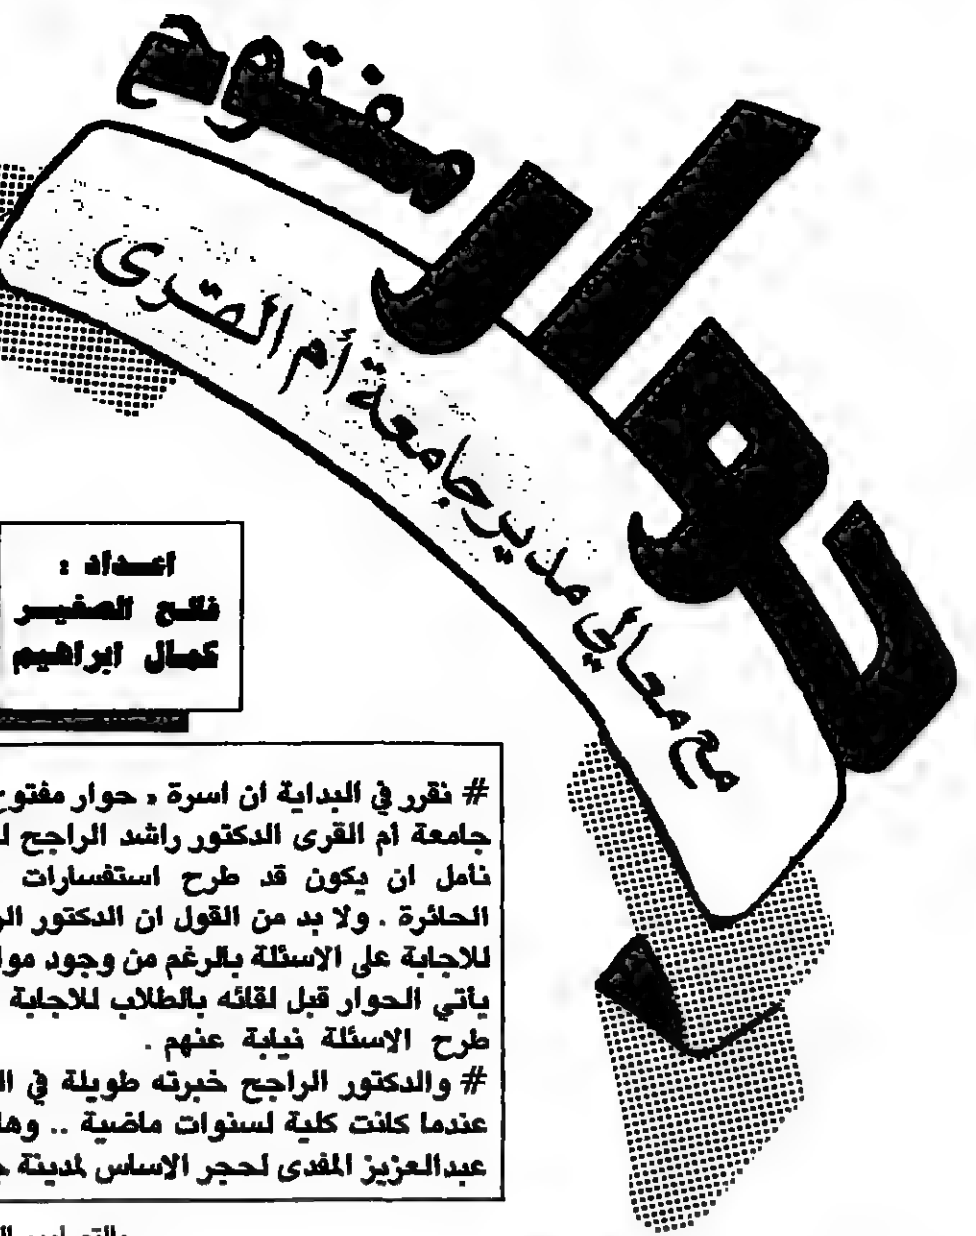 حوار مفتوح
مع معالي مدير جامعة أم القرى
اعداد :
فالح الصغير
كمال ابراهيم
# نقرر في البداية ان اسرة « حوار مفتوح
جامعة أم القرى الدكتور راشد الراجح
نامل ان يكون قد طرح استفسارات
الحائرة . ولا بد من القول ان الدكتور
للاجابة على الاسئلة بالرغم من وجود
يأتي الحوار قبل لقائه بالطلاب للاجابة
طرح الاسئلة نيابة عنهم .
# والدكتور الراجح خبرته طويلة في
عندما كانت كلية لسنوات ماضية ..
عبدالعزيز المفدى لحجر الاساس لمدينة